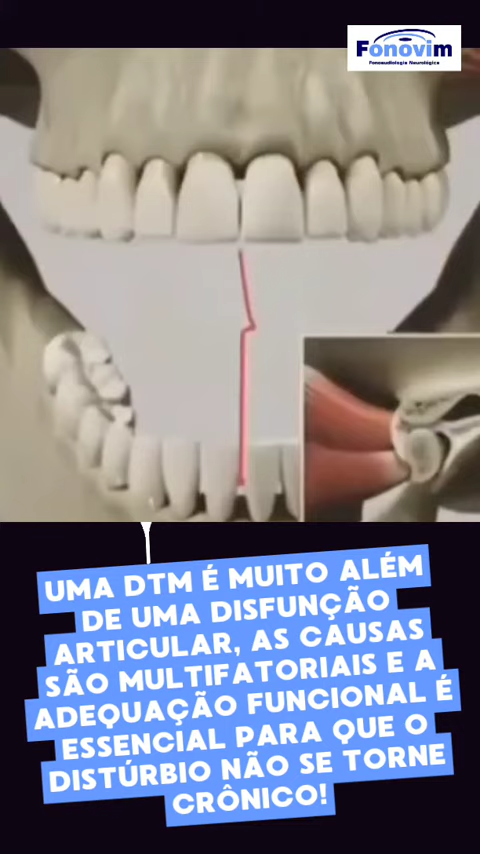 Fonovim
Fonoaudiologia Neurológica
UMA DTM É MUITO ALÉM
DE UMA DISFUNÇÃO
ARTICULAR, AS CAUSAS
SÃO MULTIFATORIAIS E A
ADEQUAÇÃO FUNCIONAL É
ESSENCIAL PARA QUE O
DISTÚRBIO NÃO SE TORNE
CRÔNICO!